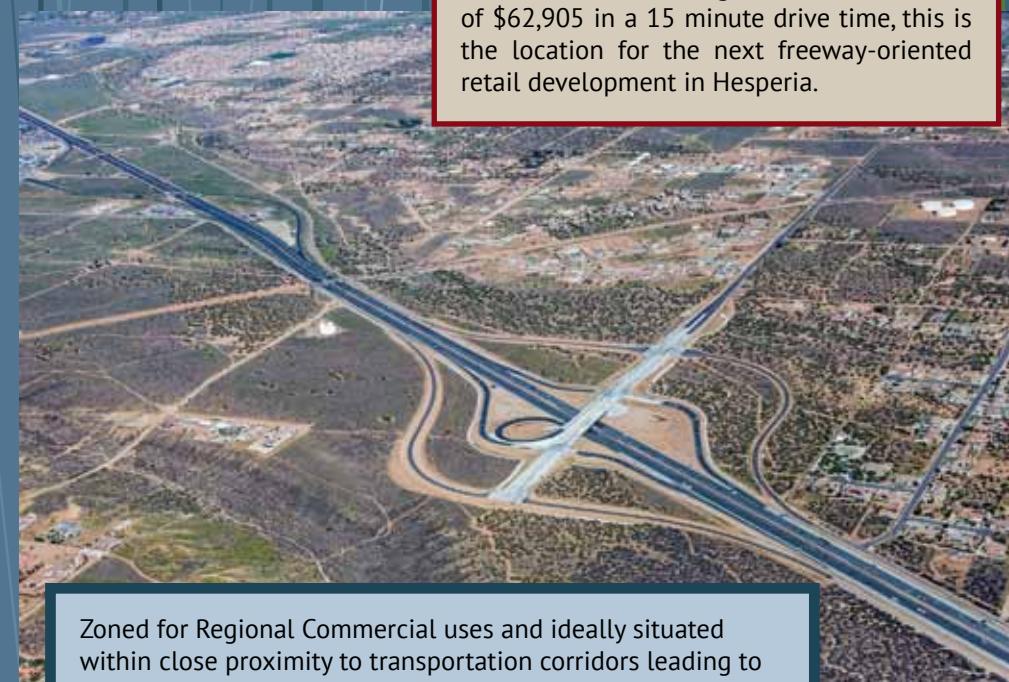 of $62,905 in a 15 minute drive time, this is
the location for the next freeway-oriented
retail development in Hesperia.
Zoned for Regional Commercial uses and ideally situated
within close proximity to transportation corridors leading to